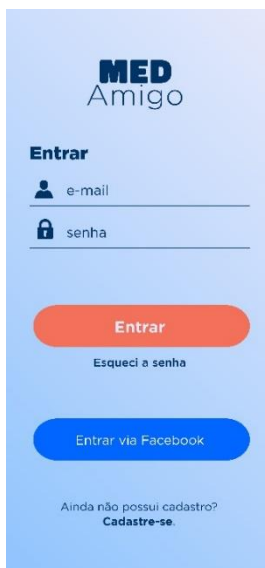 MED
Amigo
Entrar
e-mail
senha
Entrar
Esqueci a senha
Entrar via Facebook
Ainda não possui cadastro?
Cadastre-se.